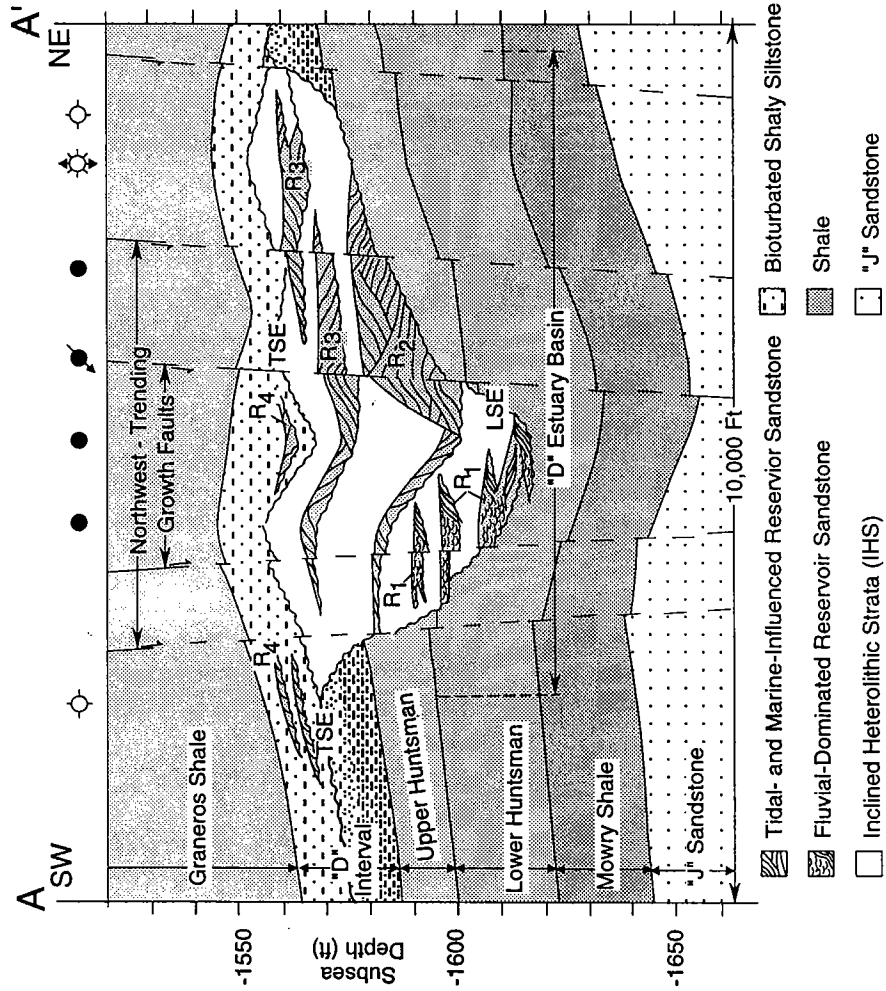 A
A'
SW
NE
Northwest - Trending
Growth Faults
Graneros Shale
R4
R4
TSE
TSE
R3
R3
"D"
Interval
R2
R1
R1
LSE
Upper Huntsman
"D" Estuary Basin
Lower Huntsman
Mowry Shale
"J" Sandstone
10,000 Ft
Subsea
Depth (ft)
-1550
-1600
-1650
Tidal- and Marine-Influenced Reservoir Sandstone
Fluvial-Dominated Reservoir Sandstone
Inclined Heterolithic Strata (IHS)
Bioturbated Shaly Siltstone
Shale
"J" Sandstone